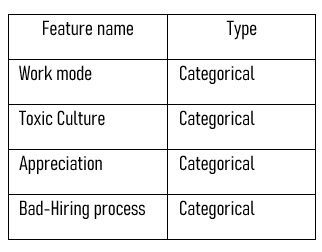 Feature name Type
Work mode Categorical
Toxic Culture Categorical
Appreciation Categorical
Bad-Hiring process Categorical